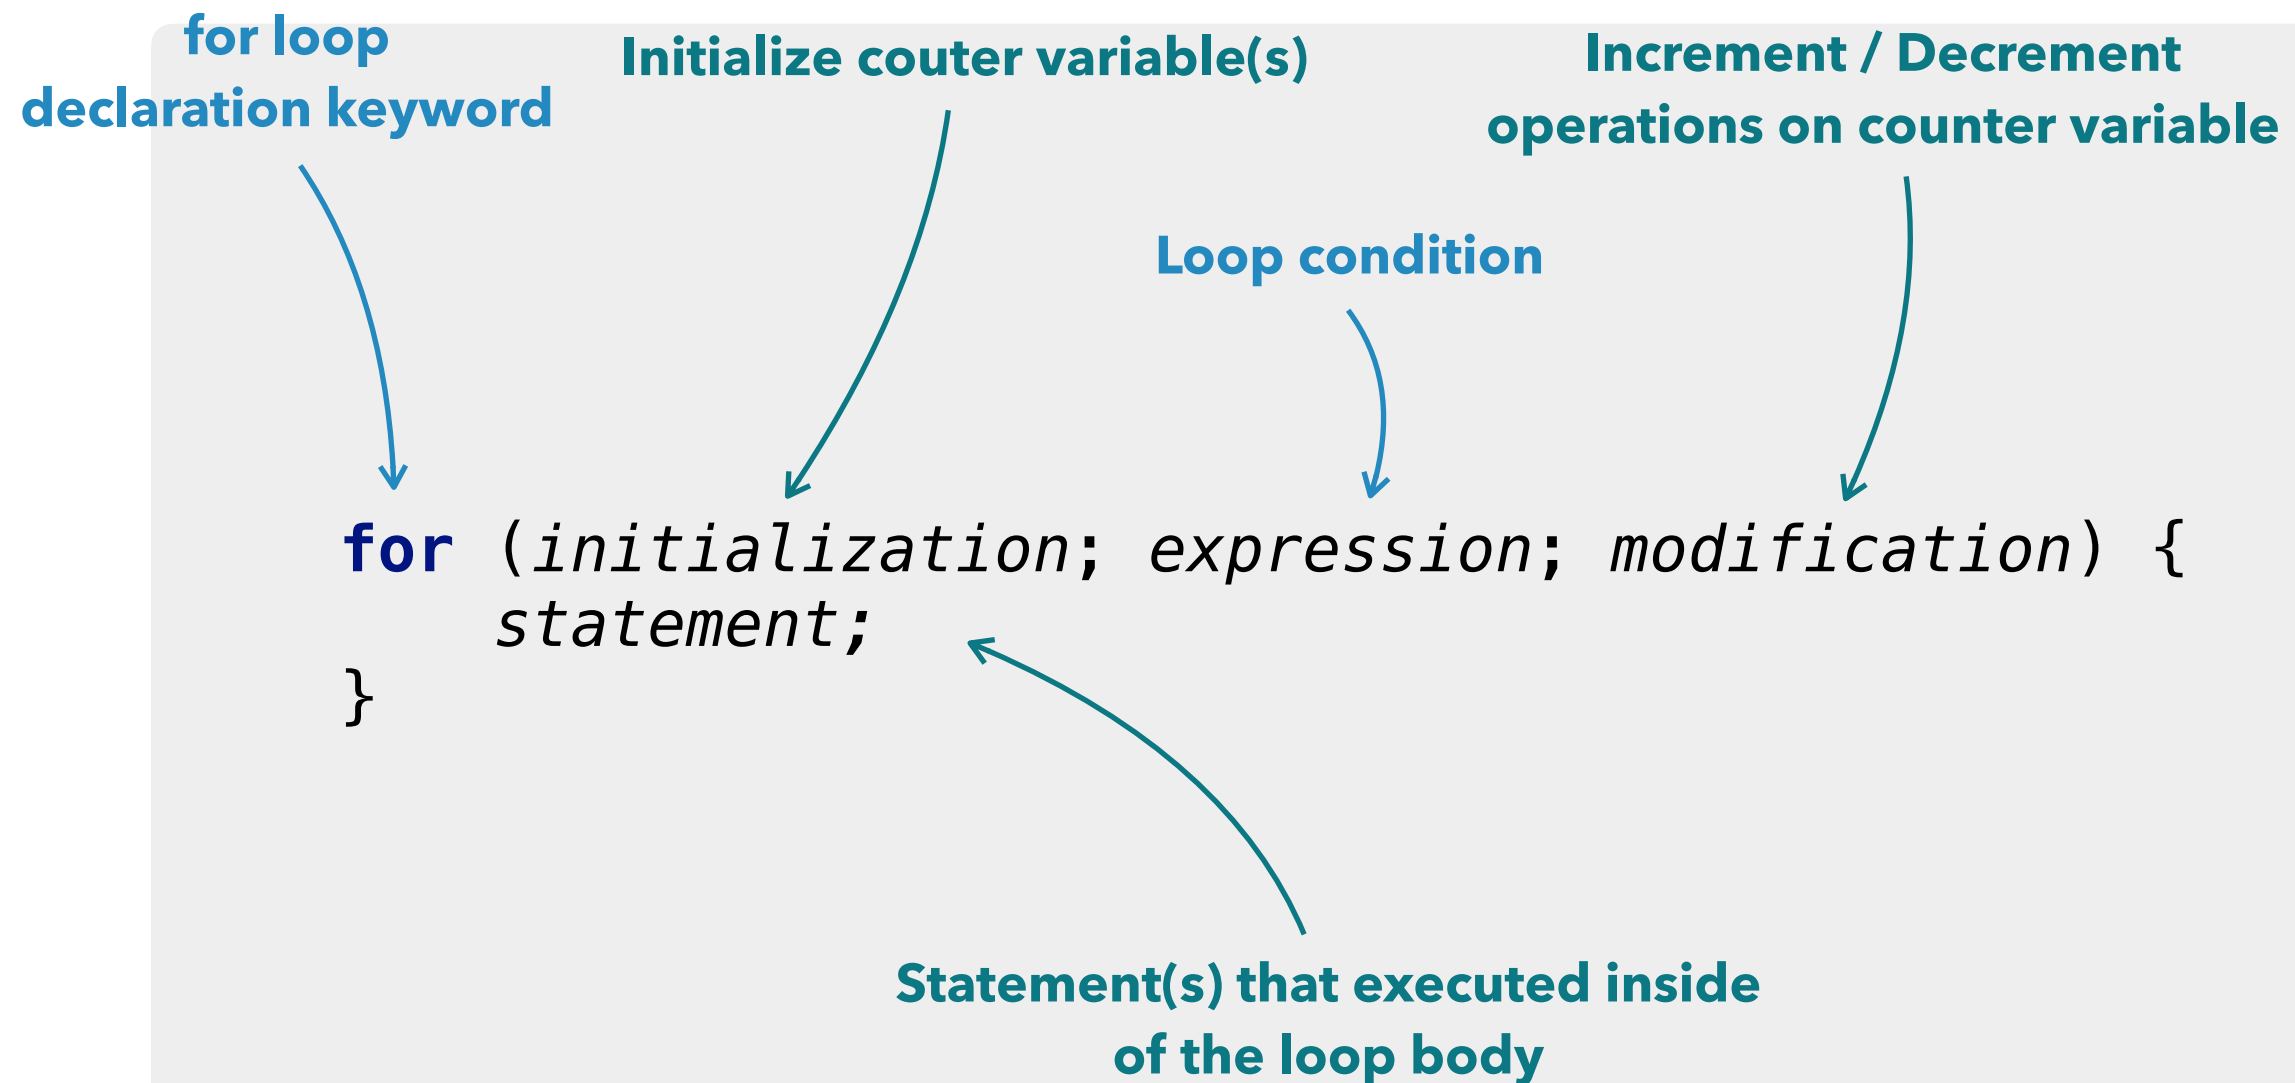 for loop
declaration keyword
Initialize couter variable(s)
Increment / Decrement
operations on counter variable
Loop condition
for (initialization; expression; modification) {
statement;
}
Statement(s) that executed inside
of the loop body